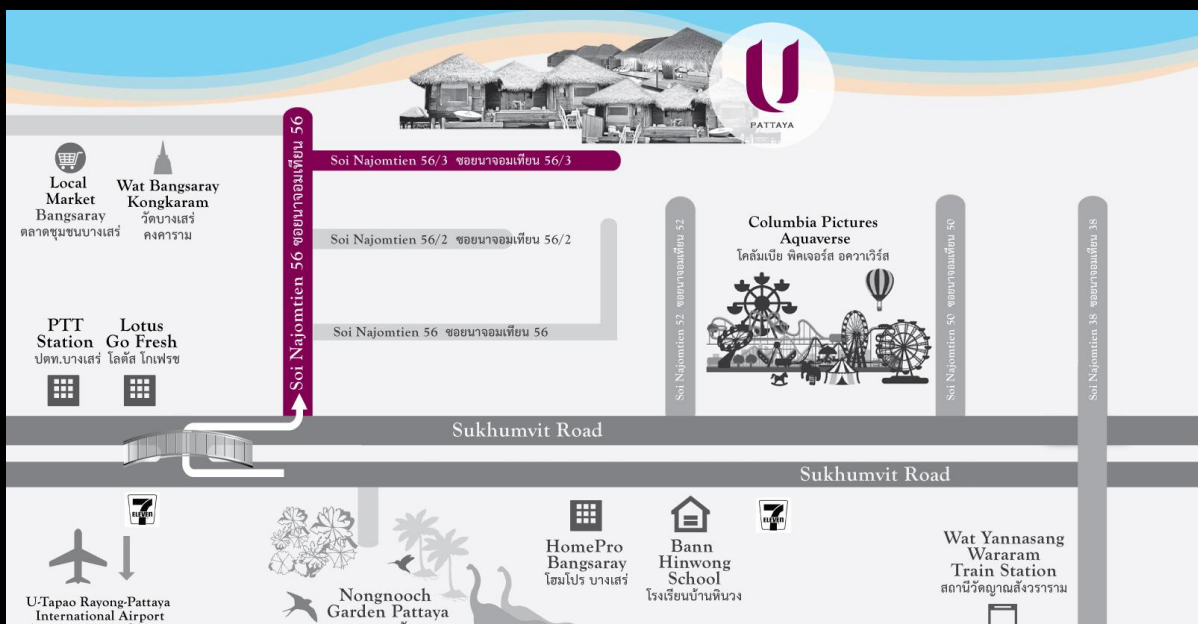 U
PATTAYA
Soi Najomtien 56 ซอยนาจอมเทียน 56
Soi Najomtien 56/3 ซอยนาจอมเทียน 56/3
Local
Market
Bangsaray
ตลาดชุมชนบางเสร่
Wat Bangsaray
Kongkaram
วัดบางเสร่
คงคาราม
Soi Najomtien 56/2 ซอยนาจอมเทียน 56/2
Soi Najomtien 56 ซอยนาจอมเทียน 56
Soi Najomtien 52 ซอยนาจอมเทียน 52
Columbia Pictures
Aquaverse
โคลัมเบีย พิคเจอร์ส อควาเวิร์ส
Soi Najomtien 50 ซอยนาจอมเทียน 50
Soi Najomtien 38 ซอยนาจอมเทียน 38
PTT
Station
ปตท.บางเสร่
Lotus
Go Fresh
โลตัส โกเฟรช
Sukhumvit Road
Sukhumvit Road
7
ELEVEN
U-Tapao Rayong-Pattaya
International Airport
Nongnooch
Garden Pattaya
HomePro
Bangsaray
โฮมโปร บางเสร่
Bann
Hinwong
School
โรงเรียนบ้านหินวง
7
ELEVEN
Wat Yannasang
Wararam
Train Station
สถานีวัดญาณสังวราราม